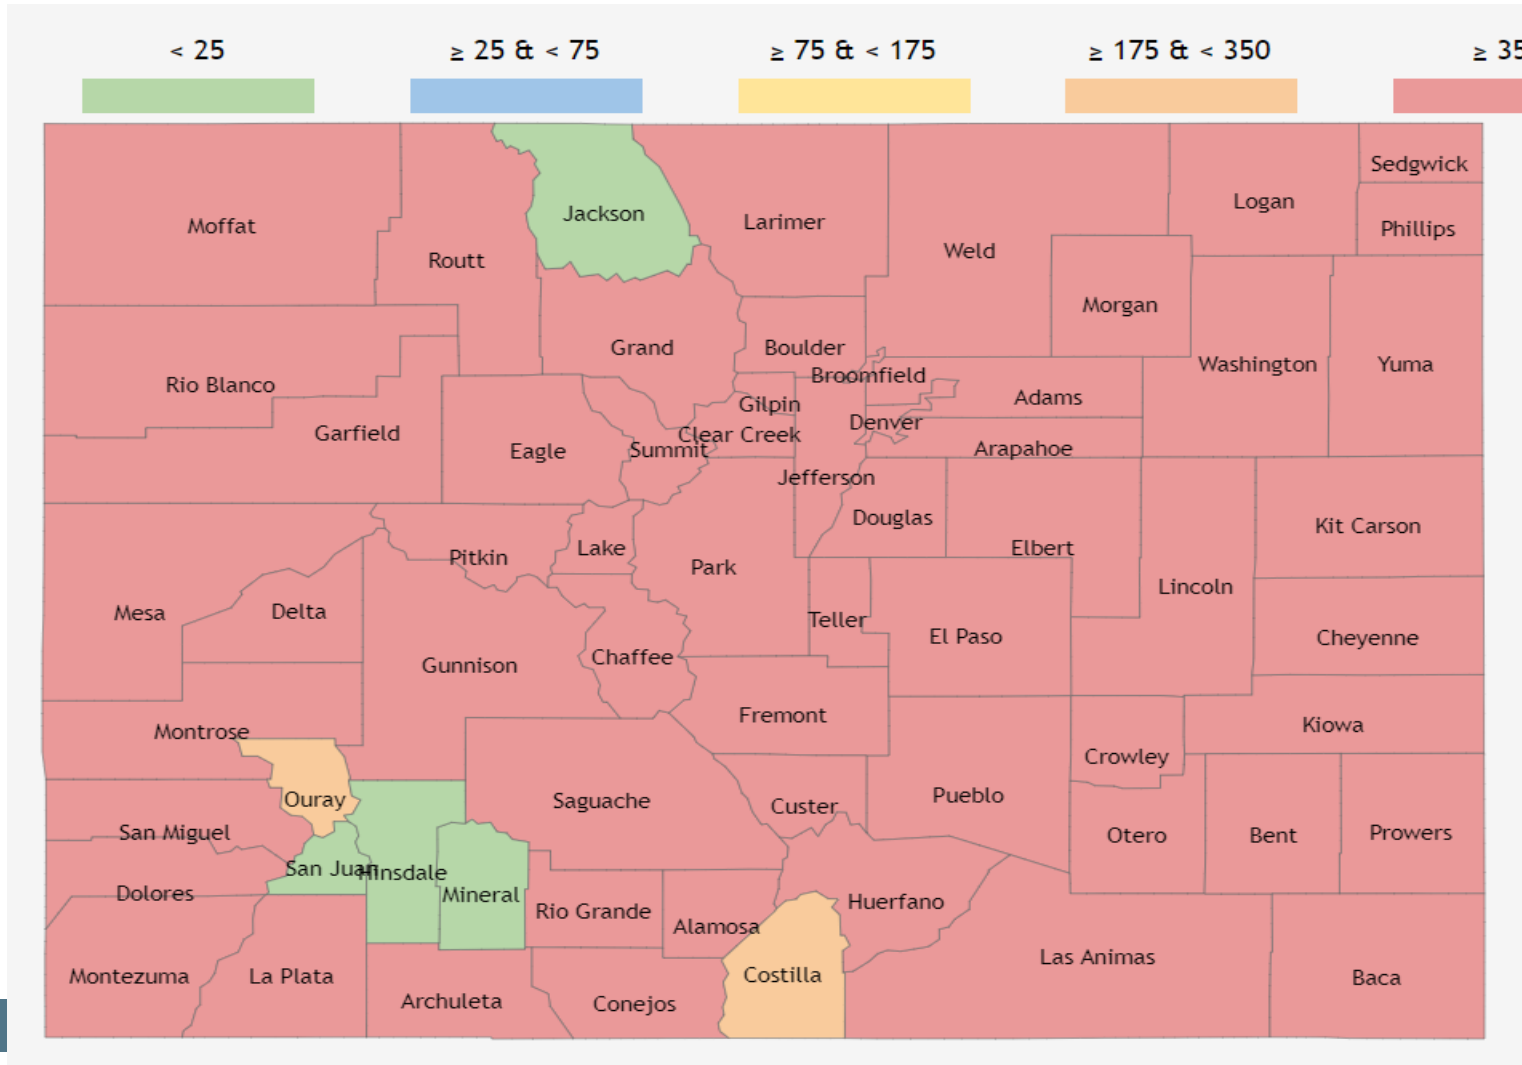 < 25
≥ 25 & < 75
≥ 75 & < 175
≥ 175 & < 350
≥ 35
Sedgwick
Logan
Jackson
Larimer
Moffat
Phillips
Weld
Routt
Morgan
Grand
Boulder
Washington
Yuma
Broomfield
Rio Blanco
Adams
Gilpin
Denver
Garfield
Clear Creek
Arapahoe
Eagle
Summit
Jefferson
Douglas
Kit Carson
Lake
Elbert
Pitkin
Park
Lincoln
Mesa
Delta
Teller
El Paso
Cheyenne
Chaffee
Gunnison
Fremont
Kiowa
Montrose
Crowley
Pueblo
Ouray
Saguache
Custer
San Miguel
Otero
Bent
Prowers
San Juan
Hinsdale
Dolores
Mineral
Huerfano
Rio Grande
Alamosa
Las Animas
Costilla
Montezuma
La Plata
Baca
Archuleta
Conejos